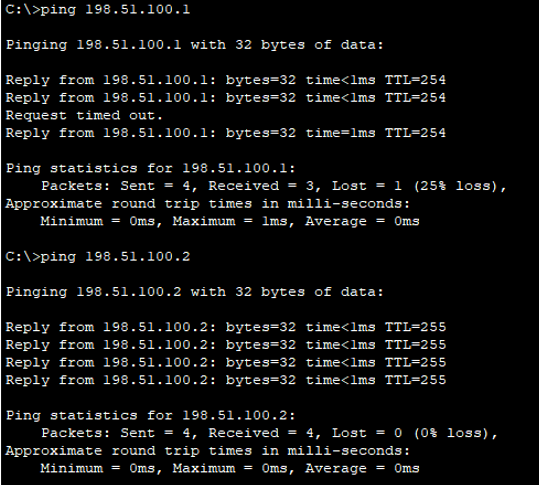 C:\>ping 198.51.100.1
Pinging 198.51.100.1 with 32 bytes of data:
Reply from 198.51.100.1: bytes=32 time<1ms TTL=254
Reply from 198.51.100.1: bytes=32 time<1ms TTL=254
Request timed out.
Reply from 198.51.100.1: bytes=32 time=1ms TTL=254
Ping statistics for 198.51.100.1:
    Packets: Sent = 4, Received = 3, Lost = 1 (25% loss),
Approximate round trip times in milli-seconds:
    Minimum = 0ms, Maximum = 1ms, Average = 0ms
C:\>ping 198.51.100.2
Pinging 198.51.100.2 with 32 bytes of data:
Reply from 198.51.100.2: bytes=32 time<1ms TTL=255
Reply from 198.51.100.2: bytes=32 time<1ms TTL=255
Reply from 198.51.100.2: bytes=32 time<1ms TTL=255
Reply from 198.51.100.2: bytes=32 time<1ms TTL=255
Ping statistics for 198.51.100.2:
    Packets: Sent = 4, Received = 4, Lost = 0 (0% loss),
Approximate round trip times in milli-seconds:
    Minimum = 0ms, Maximum = 0ms, Average = 0ms